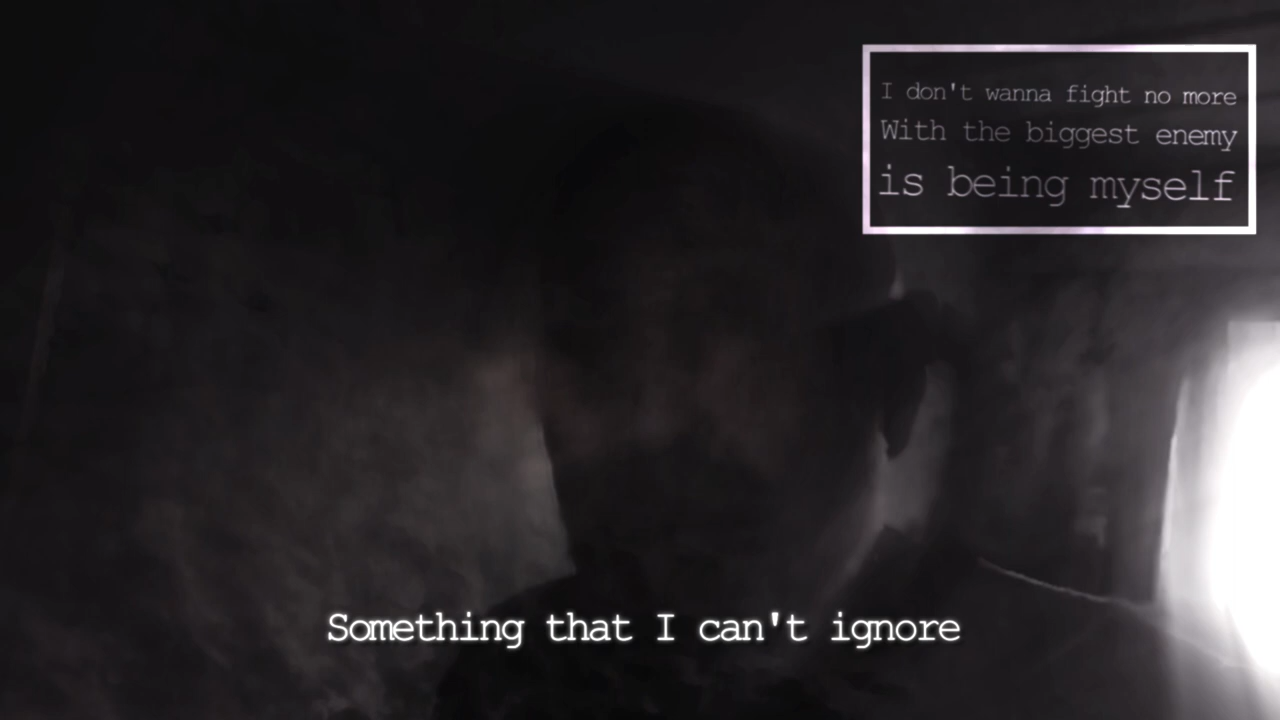 I don't wanna fight no more
With the biggest enemy
is being myself
Something that I can't ignore